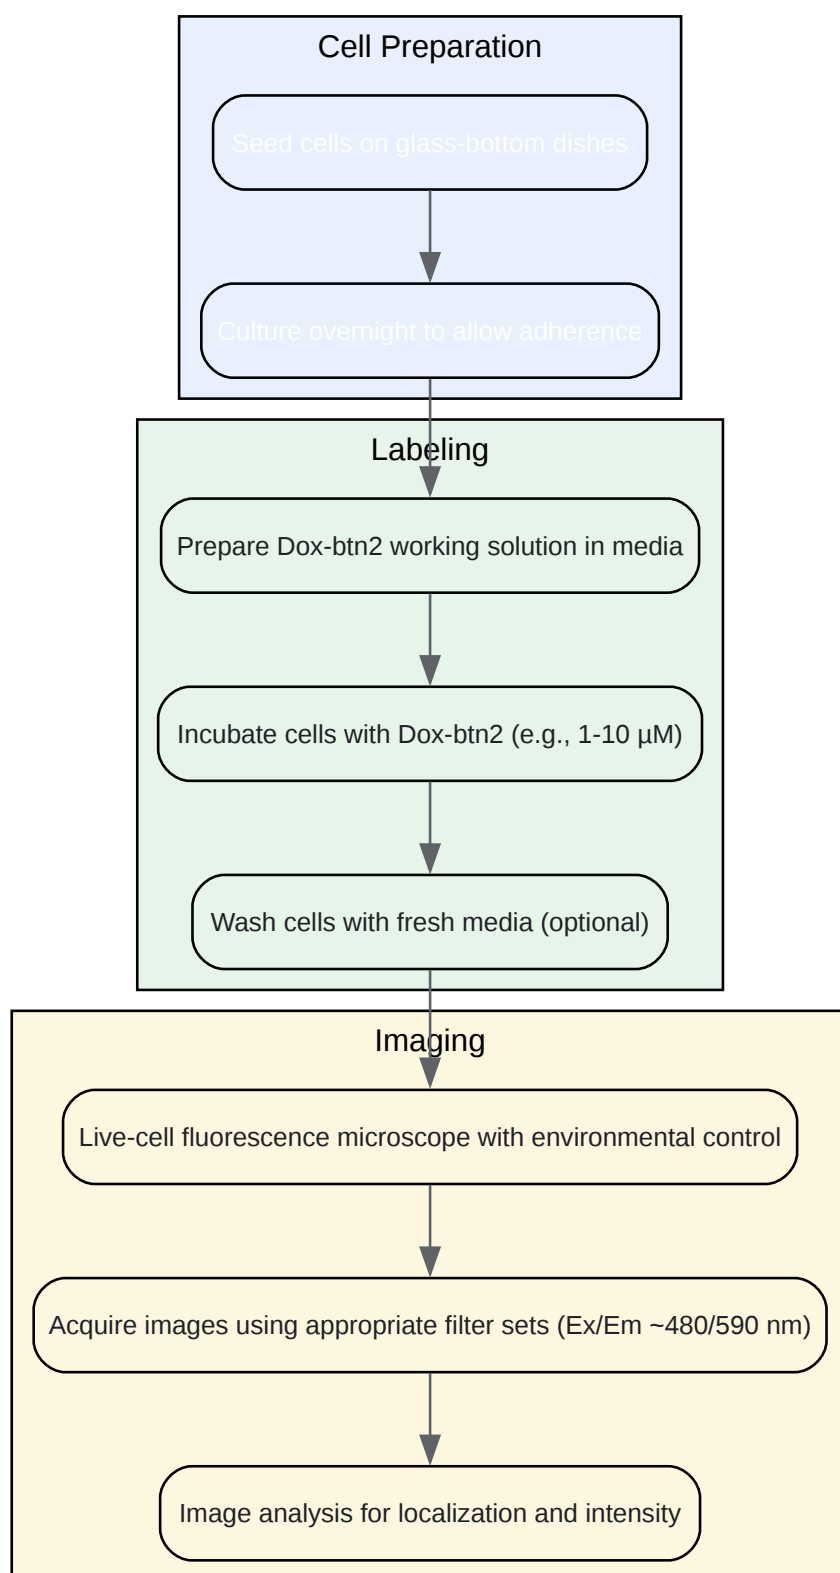 Cell Preparation
Seed cells on glass-bottom dishes
Culture overnight to allow adherence
Labeling
Prepare Dox-btn2 working solution in media
Incubate cells with Dox-btn2 (e.g., 1-10 µM)
Wash cells with fresh media (optional)
Imaging
Live-cell fluorescence microscope with environmental control
Acquire images using appropriate filter sets (Ex/Em ~480/590 nm)
Image analysis for localization and intensity